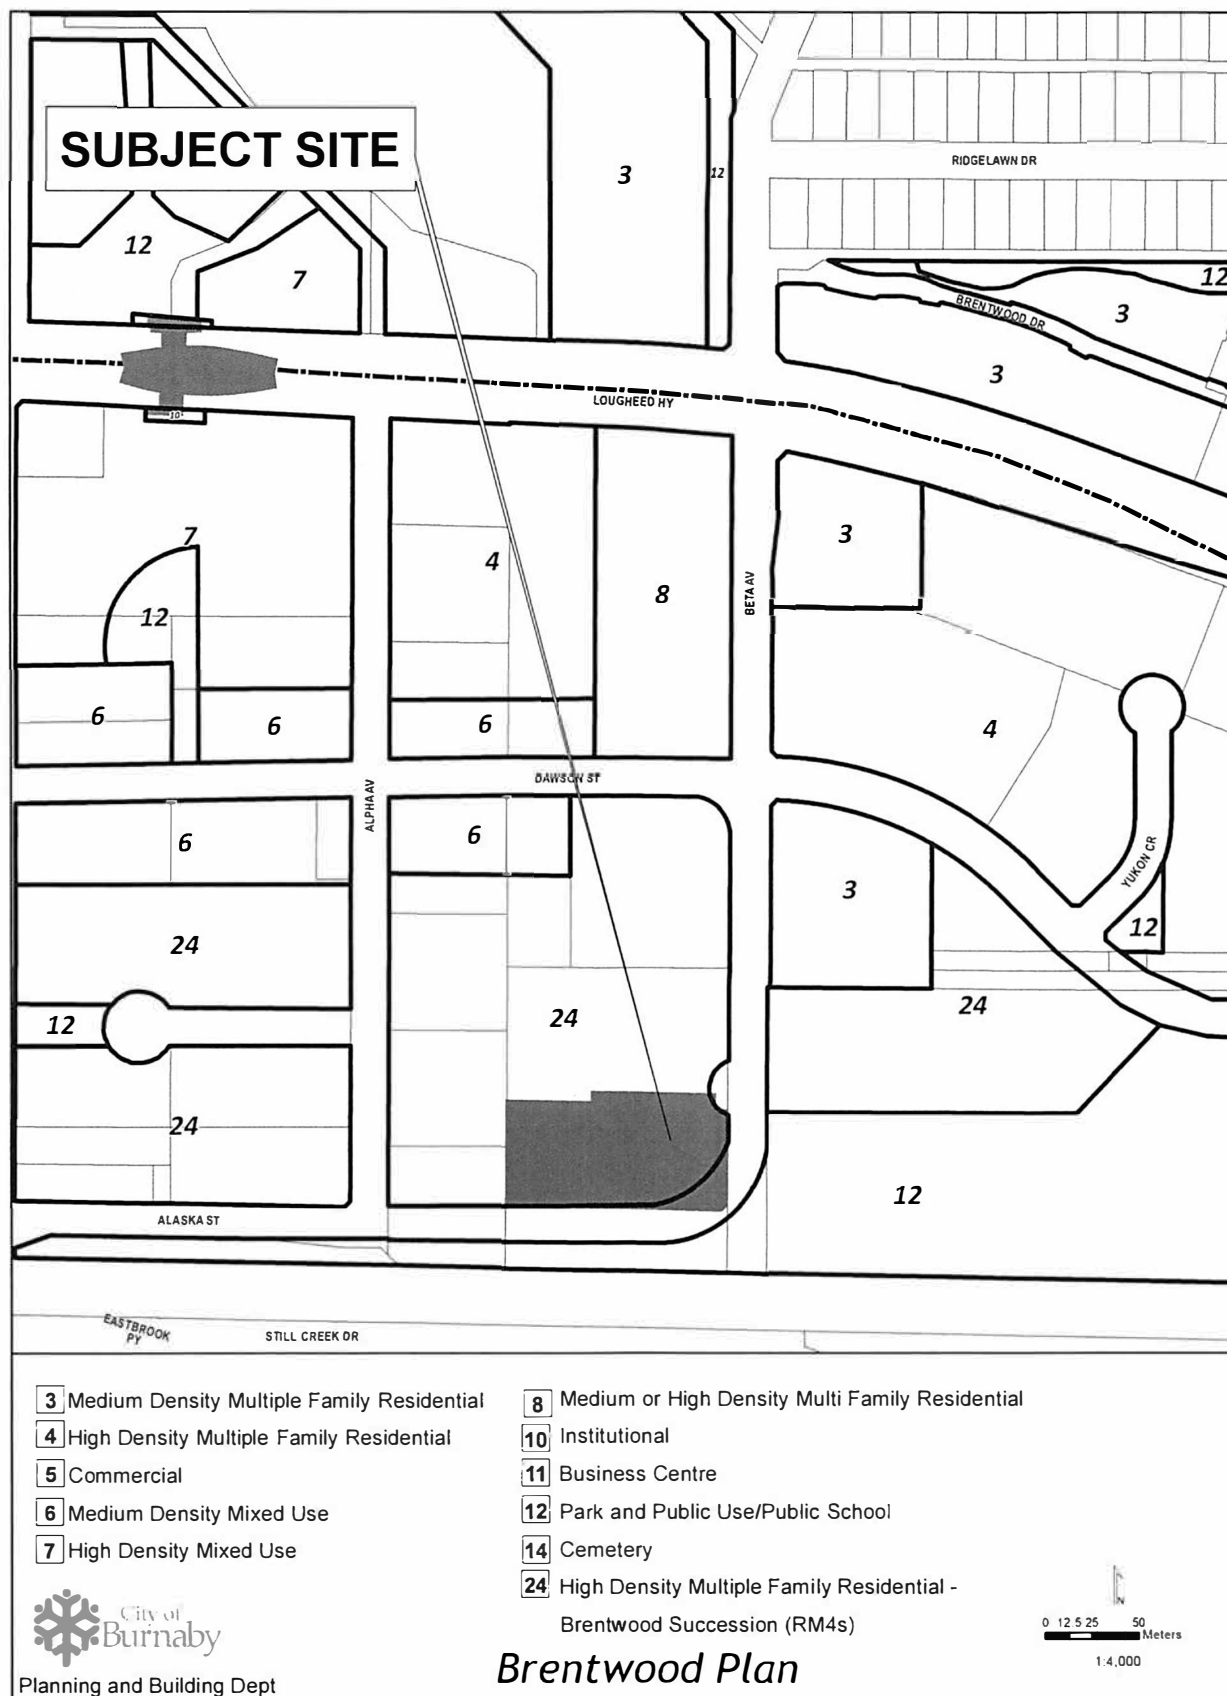 SUBJECT SITE
3
12
RIDGELAWN DR
12
7
12
3
BRENTWOOD DR
3
LOUGHEED HY
10
7
4
3
8
BETA AV
12
6
6
6
4
DAWSON ST
ALPHA AV
6
6
3
YUKON CR
12
24
24
24
12
24
12
ALASKA ST
EASTBROOK
PY
STILL CREEK DR
3 Medium Density Multiple Family Residential
4 High Density Multiple Family Residential
5 Commercial
6 Medium Density Mixed Use
7 High Density Mixed Use
8 Medium or High Density Multi Family Residential
10 Institutional
11 Business Centre
12 Park and Public Use/Public School
14 Cemetery
24 High Density Multiple Family Residential -
Brentwood Succession (RM4s)
City of
Burnaby
Planning and Building Dept
Brentwood Plan
N
0 12.5 25 50
Meters
1:4,000